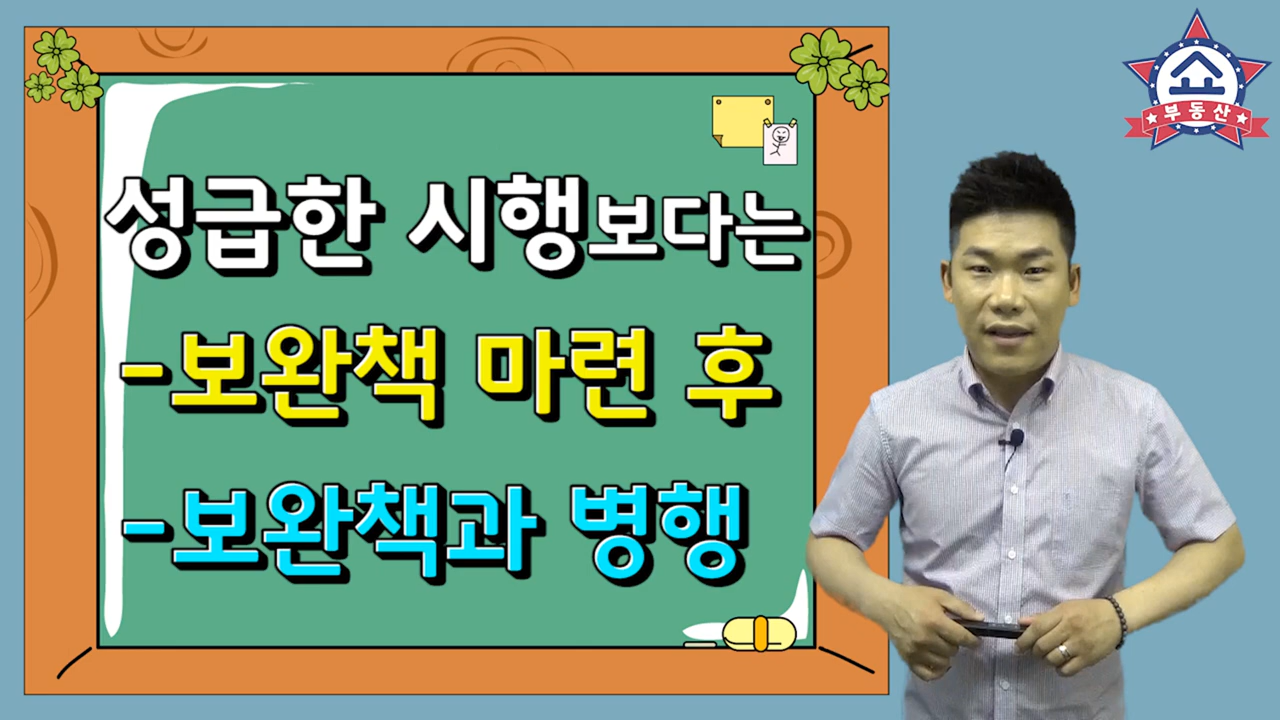 성급한 시행보다는
-보완책 마련 후
-보완책과 병행
쇼
부동산